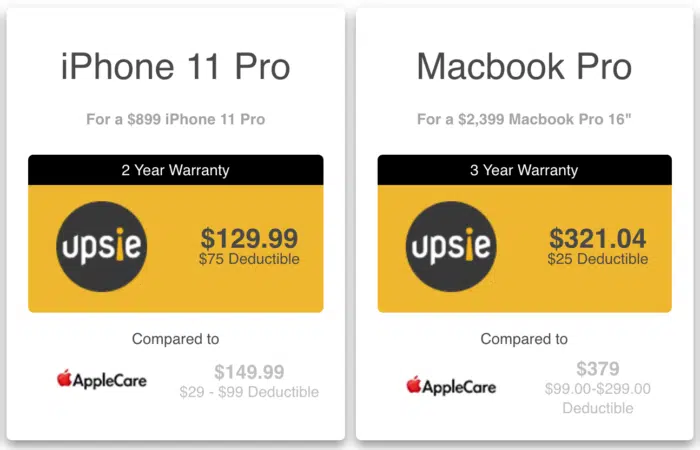 iPhone 11 Pro
For a $899 iPhone 11 Pro
2 Year Warranty
upsie
$129.99
$75 Deductible
Compared to
AppleCare
$149.99
$29 - $99 Deductible
Macbook Pro
For a $2,399 Macbook Pro 16"
3 Year Warranty
upsie
$321.04
$25 Deductible
Compared to
AppleCare
$379
$99.00-$299.00
Deductible